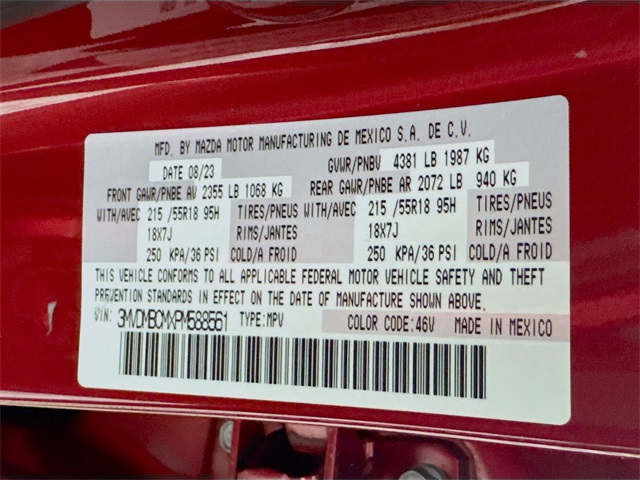 MFD. BY MAZDA MOTOR MANUFACTURING DE MEXICO S.A. DE C.V.
DATE 08/23 GVWR/PNBV 4381 LB 1987 KG
FRONT GAWR/PNBE AV 2355 LB 1068 KG REAR GAWR/PNBE AR 2072 LB 940 KG
WITH/AVEC 215 /55R18 95H TIRES/PNEUS WITH/AVEC 215 /55R18 95H TIRES/PNEUS
18X7J RIMS/JANTES 18X7J RIMS/JANTES
250 KPA/36 PSI COLD/A FROID 250 KPA/36 PSI COLD/A FROID
THIS VEHICLE CONFORMS TO ALL APPLICABLE FEDERAL MOTOR VEHICLE SAFETY AND THEFT
PREVENTION STANDARDS IN EFFECT ON THE DATE OF MANUFACTURE SHOWN ABOVE.
VIN: 3MVDMBCMXPM588561 TYPE:MPV COLOR CODE:46V MADE IN MEXICO